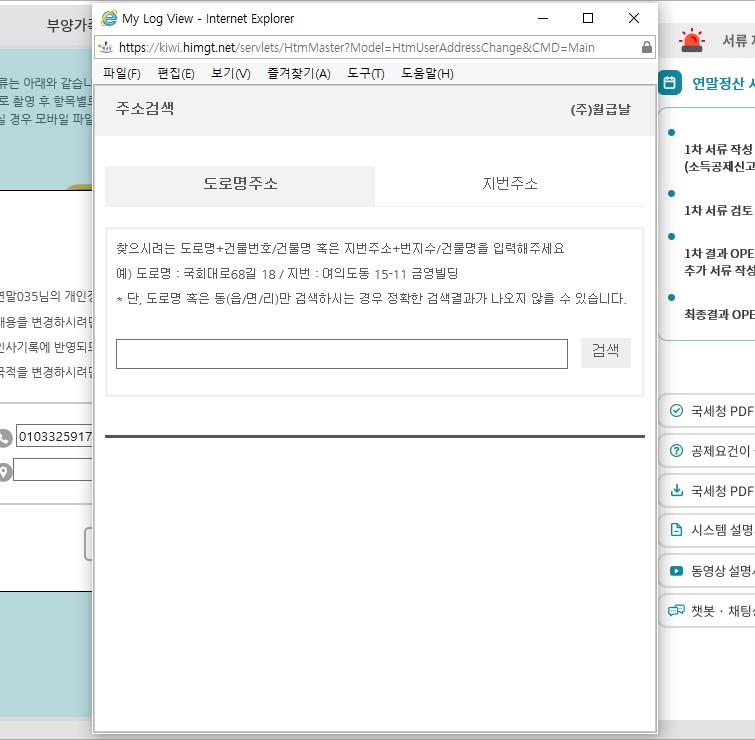 My Log View - Internet Explorer
https://kiwi.himgt.net/servlets/HtmMaster?Model=HtmUserAddressChange&CMD=Main
파일(F) 편집(E) 보기(V) 즐겨찾기(A) 도구(T) 도움말(H)
주소검색
(주)월급날
도로명주소
지번주소
찾으시려는 도로명+건물번호/건물명 혹은 지번주소+번지수/건물명을 입력해주세요
예) 도로명 : 국회대로68길 18 / 지번 : 여의도동 15-11 금영빌딩
* 단, 도로명 혹은 동(읍/면/리)만 검색하시는 경우 정확한 검색결과가 나오지 않을 수 있습니다.
검색
부양가족
류는 아래와 같습니
로 촬영 후 항목별로
실 경우 모바일 파일
연말035님의 개인정
내용을 변경하시려면
인사기록에 반영되
국적을 변경하시려면
0103325917
서류 제
연말정산 서
1차 서류 작성
(소득공제신고
1차 서류 검토
1차 결과 OPE
추가 서류 작성
최종결과 OPE
국세청 PDF
공제요건이
국세청 PDF
시스템 설명
동영상 설명서
챗봇 · 채팅상